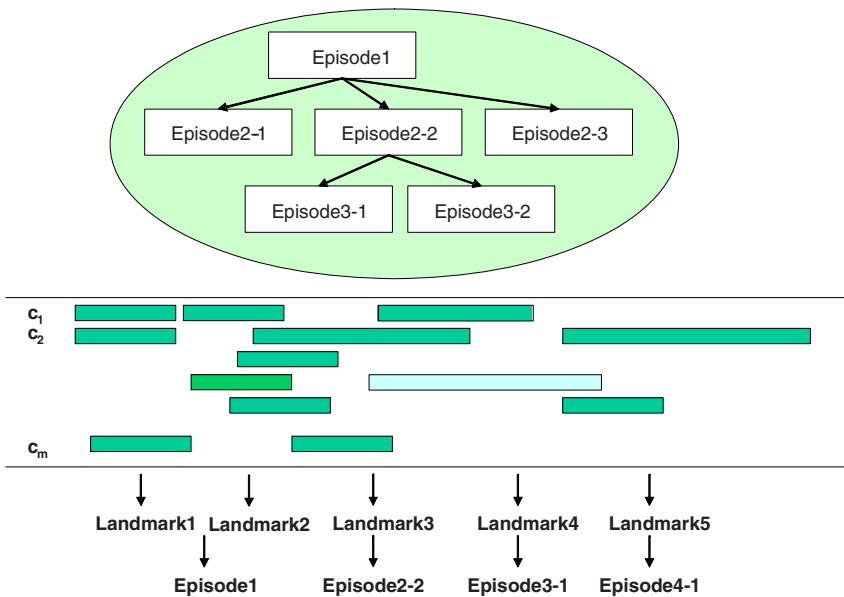 Episode1
Episode2-1 Episode2-2 Episode2-3
Episode3-1 Episode3-2
c1
c2
cm
Landmark1 Landmark2 Landmark3 Landmark4 Landmark5
Episode1 Episode2-2 Episode3-1 Episode4-1